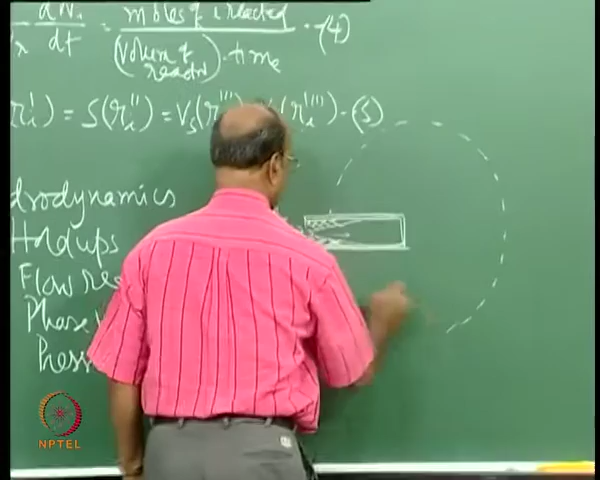 dNi / dt = moles of i reacted / (Volume of reactor) · time — (4)
ri') = S(ri'') = Vs(ri''' (ri'''') — (5)
drodynamics
Holdups
Flow
Phase
Press
NPTEL